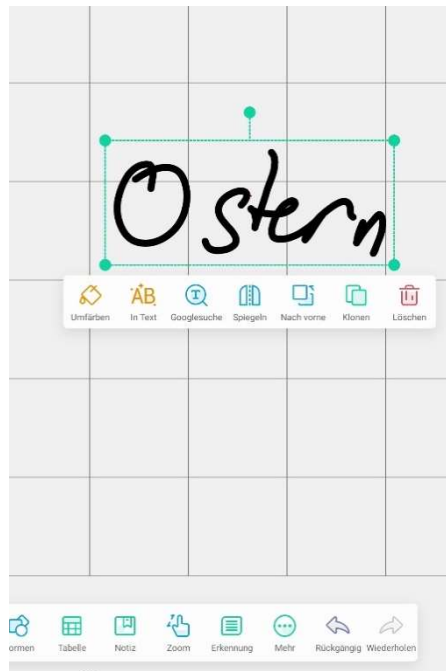 Ostern
Umfärben In Text Googlesuche Spiegeln Nach vorne Klonen Löschen
ormen Tabelle Notiz Zoom Erkennung Mehr Rückgängig Wiederholen